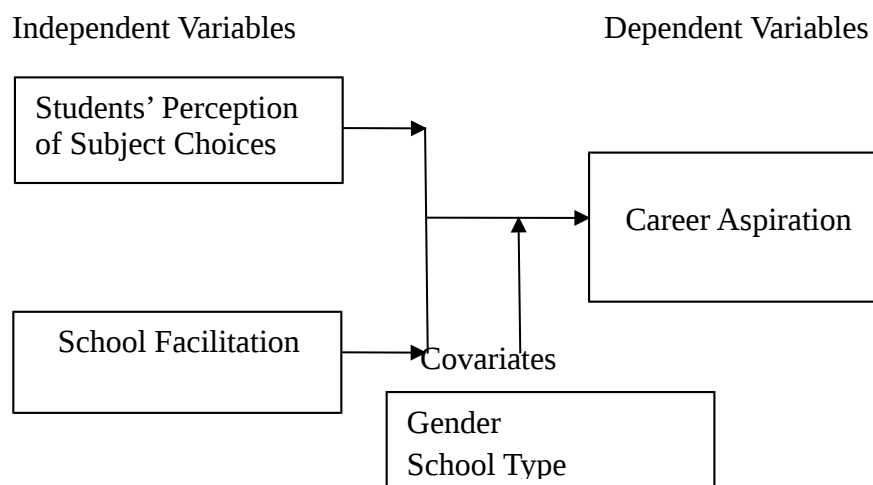 Independent Variables
Dependent Variables
Students’ Perception
of Subject Choices
Career Aspiration
School Facilitation
Covariates
Gender
School Type